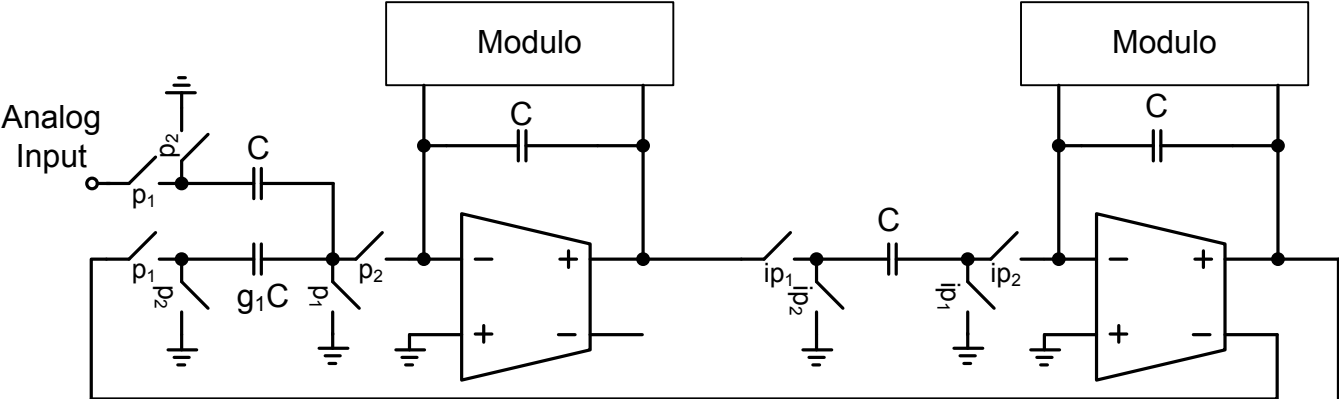 Modulo
Modulo
Analog
Input
p₂
C
C
C
p₁
C
p₁
p₂
g₁C
p₁
p₂
−
+
+
−
ip₁
ip₂
ip₁
ip₂
−
+
+
−